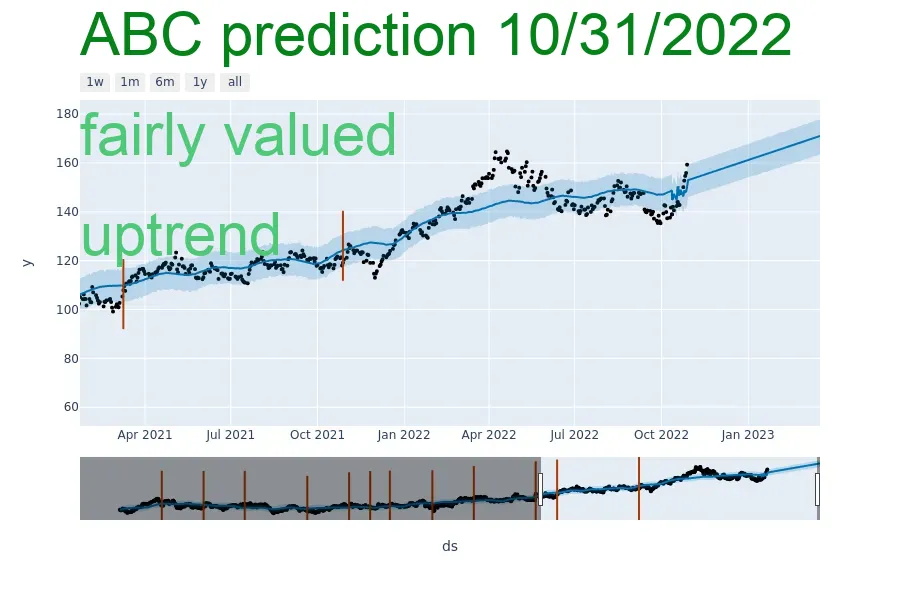 ABC prediction 10/31/2022
1w 1m 6m 1y all
180
fairly valued
160
140
uptrend
120
y
100
80
60
Apr 2021 Jul 2021 Oct 2021 Jan 2022 Apr 2022 Jul 2022 Oct 2022 Jan 2023
ds